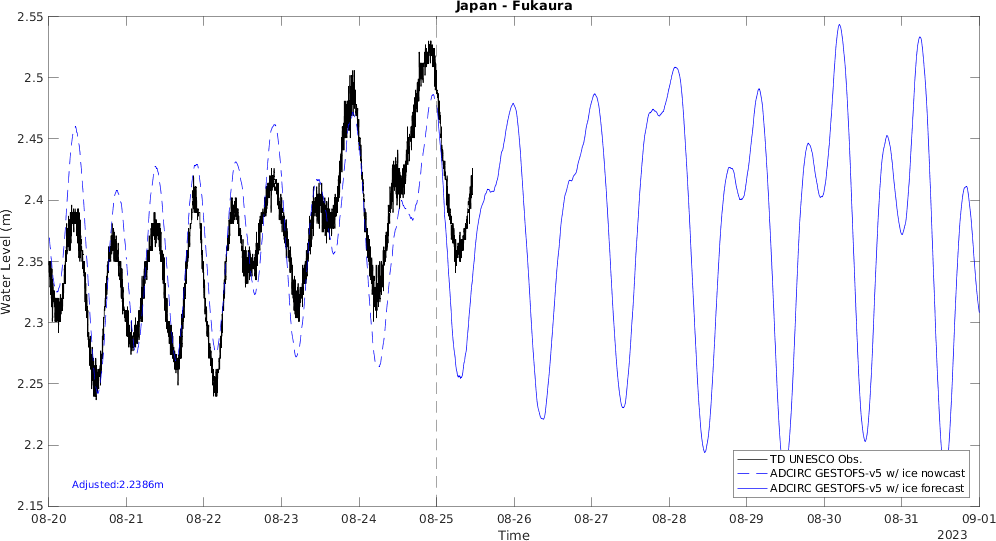 Japan - Fukaura
2.55
2.5
2.45
2.4
2.35
2.3
2.25
2.2
2.15
Water Level (m)
Adjusted:2.2386m
TD UNESCO Obs.
ADCIRC GESTOFS-v5 w/ ice nowcast
ADCIRC GESTOFS-v5 w/ ice forecast
08-20 08-21 08-22 08-23 08-24 08-25 08-26 08-27 08-28 08-29 08-30 08-31 09-01
Time
2023